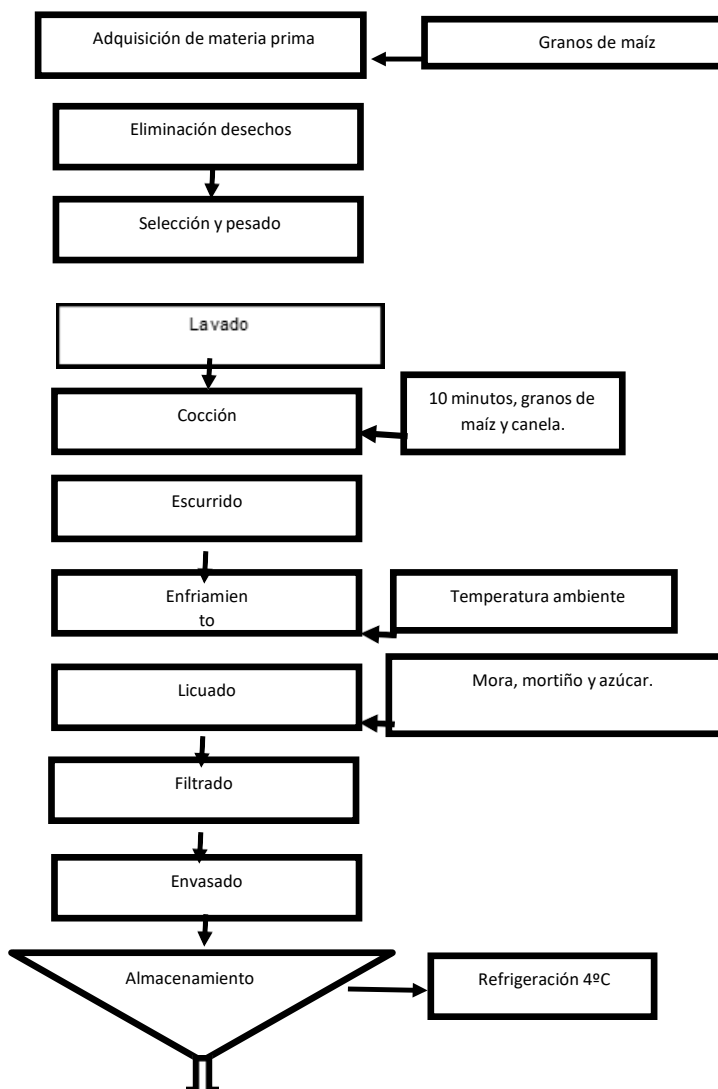 Adquisición de materia prima
Granos de maíz
Eliminación desechos
Selección y pesado
Lavado
Cocción
10 minutos, granos de
maíz y canela.
Escurrido
Enfriamien
to
Temperatura ambiente
Licuado
Mora, mortiño y azúcar.
Filtrado
Envasado
Almacenamiento
Refrigeración 4ºC